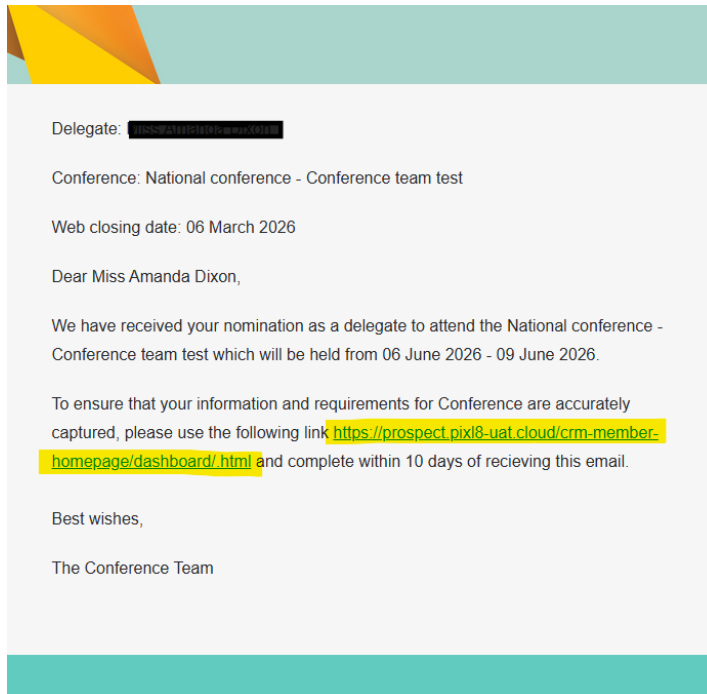 Delegate:
Conference: National conference - Conference team test
Web closing date: 06 March 2026
Dear Miss Amanda Dixon,
We have received your nomination as a delegate to attend the National conference -
Conference team test which will be held from 06 June 2026 - 09 June 2026.
To ensure that your information and requirements for Conference are accurately
captured, please use the following link https://prospect.pixl8-uat.cloud/crm-member-
homepage/dashboard/.html and complete within 10 days of recieving this email.
Best wishes,
The Conference Team